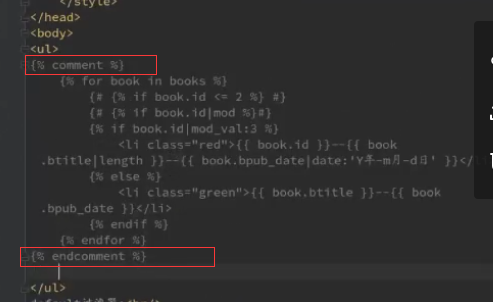 </style>
</head>
<body>
<ul>
{% comment %}
{% for book in books %}
{# {% if book.id <= 2 %} #}
{# {% if book.id|mod %}#}
{% if book.id|mod_val:3 %}
<li class="red">{{ book.id }}--{{ book
.btitle|length }}--{{ book.bpub_date|date:'Y年-m月-d日' }}</li
{% else %}
<li class="green">{{ book.btitle }}--{{ book
.bpub_date }}</li>
{% endif %}
{% endfor %}
{% endcomment %}
</ul>